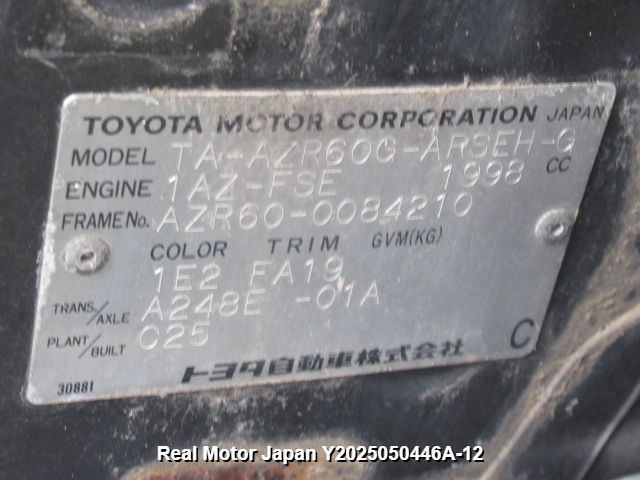 TOYOTA MOTOR CORPORATION JAPAN
MODEL TA-AZR60G-ARSEH-G
ENGINE 1AZ-FSE 1998 CC
FRAME No. AZR60-0084210
COLOR TRIM GVM(KG)
1E2 FA19
TRANS/AXLE A248E -01A
PLANT/BUILT C25
トヨタ自動車株式会社 C
30881
Real Motor Japan Y2025050446A-12